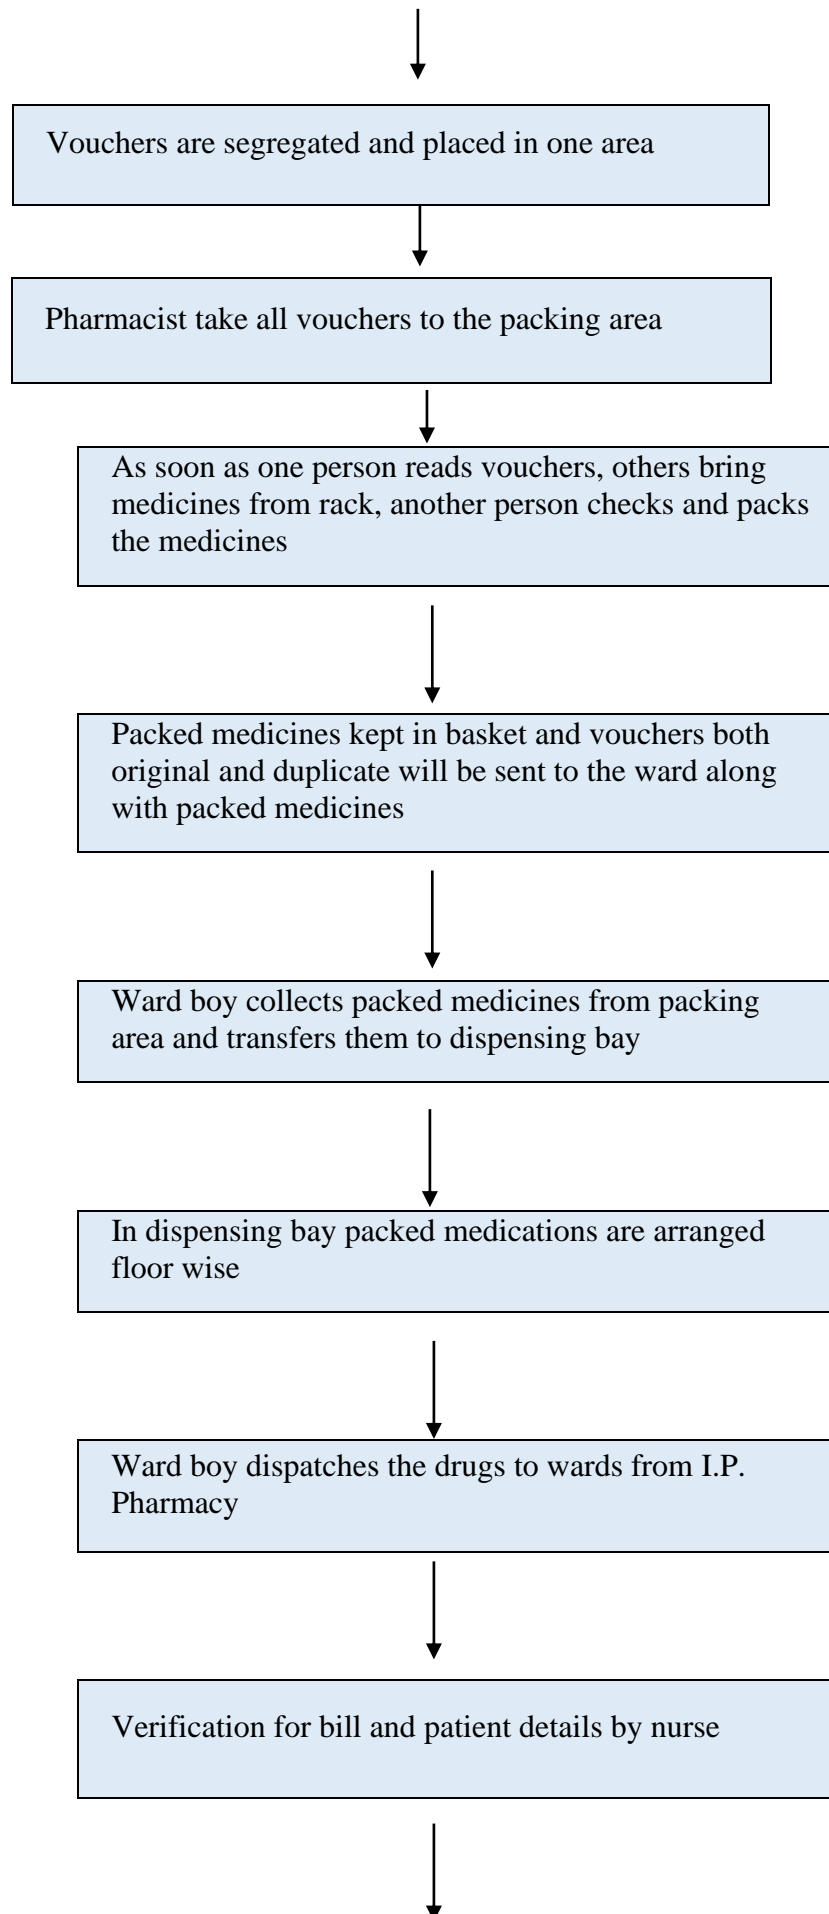 Vouchers are segregated and placed in one area
Pharmacist take all vouchers to the packing area
As soon as one person reads vouchers, others bring
medicines from rack, another person checks and packs
the medicines
Packed medicines kept in basket and vouchers both
original and duplicate will be sent to the ward along
with packed medicines
Ward boy collects packed medicines from packing
area and transfers them to dispensing bay
In dispensing bay packed medications are arranged
floor wise
Ward boy dispatches the drugs to wards from I.P.
Pharmacy
Verification for bill and patient details by nurse